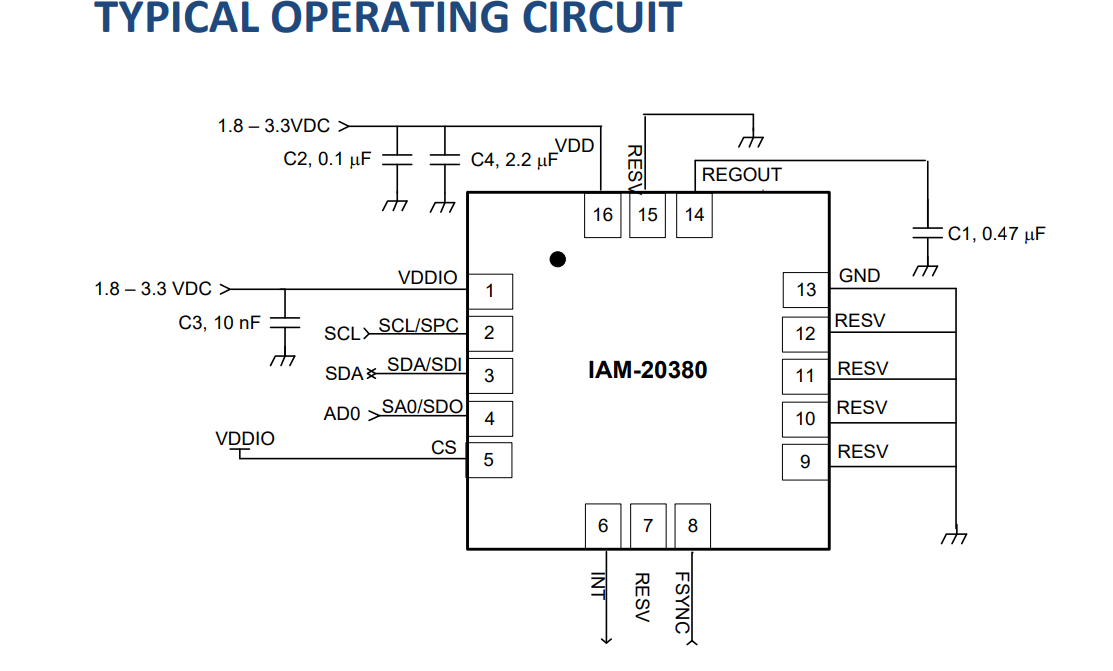 TYPICAL OPERATING CIRCUIT
1.8 – 3.3VDC
C2, 0.1 µF
C4, 2.2 µF
VDD
RESV
REGOUT
16
15
14
C1, 0.47 µF
1.8 – 3.3 VDC
VDDIO
1
C3, 10 nF
SCL
SCL/SPC
2
SDA
SDA/SDI
3
AD0
SA0/SDO
4
VDDIO
CS
5
IAM-20380
13
GND
12
RESV
11
RESV
10
RESV
9
RESV
6
7
8
INT
RESV
FSYNC